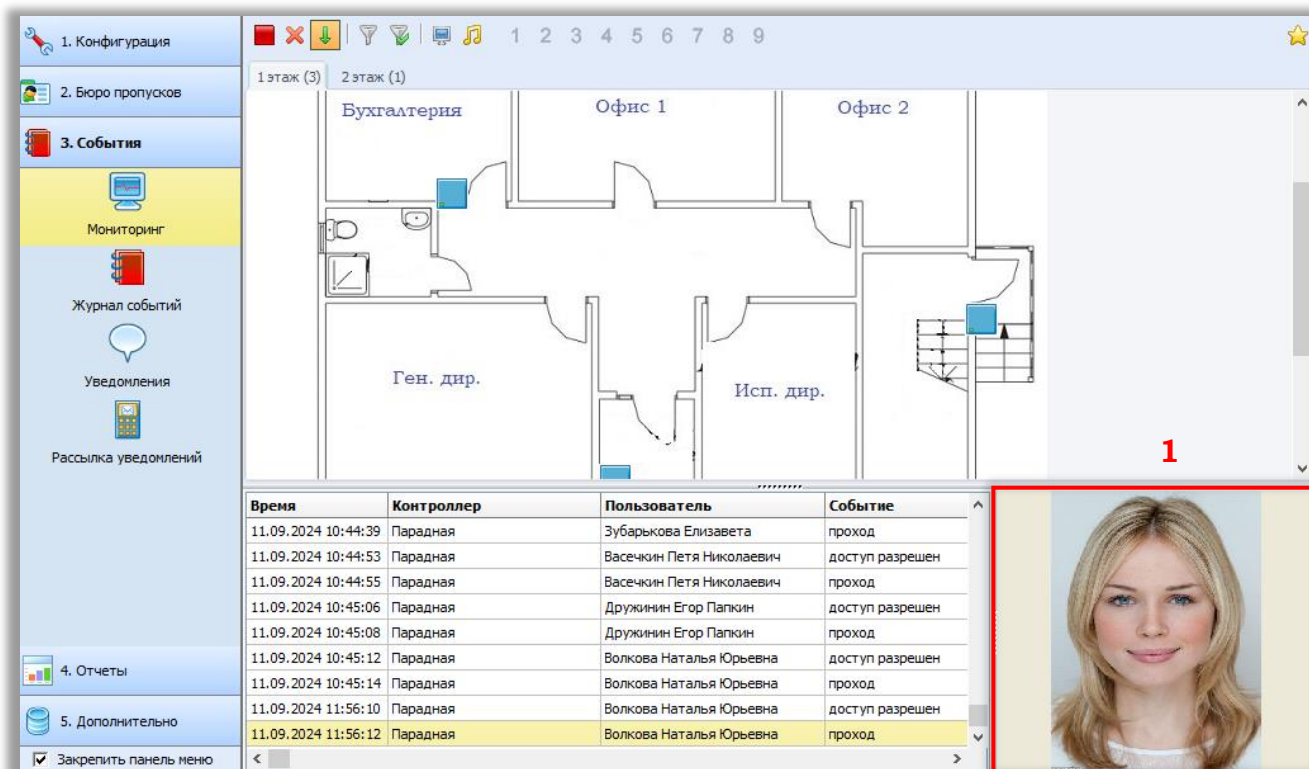 1. Конфигурация
2. Бюро пропусков
3. События
Мониторинг
Журнал событий
Уведомления
Рассылка уведомлений
4. Отчеты
5. Дополнительно
Закрепить панель меню
1 2 3 4 5 6 7 8 9
1 этаж (3) 2 этаж (1)
Бухгалтерия Офис 1 Офис 2
Ген. дир. Исп. дир.
1
Время Контроллер Пользователь Событие
11.09.2024 10:44:39 Парадная Зубарькова Елизавета проход
11.09.2024 10:44:53 Парадная Васечкин Петя Николаевич доступ разрешен
11.09.2024 10:44:55 Парадная Васечкин Петя Николаевич проход
11.09.2024 10:45:06 Парадная Дружинин Егор Папкин доступ разрешен
11.09.2024 10:45:08 Парадная Дружинин Егор Папкин проход
11.09.2024 10:45:12 Парадная Волкова Наталья Юрьевна доступ разрешен
11.09.2024 10:45:14 Парадная Волкова Наталья Юрьевна проход
11.09.2024 11:56:10 Парадная Волкова Наталья Юрьевна доступ разрешен
11.09.2024 11:56:12 Парадная Волкова Наталья Юрьевна проход